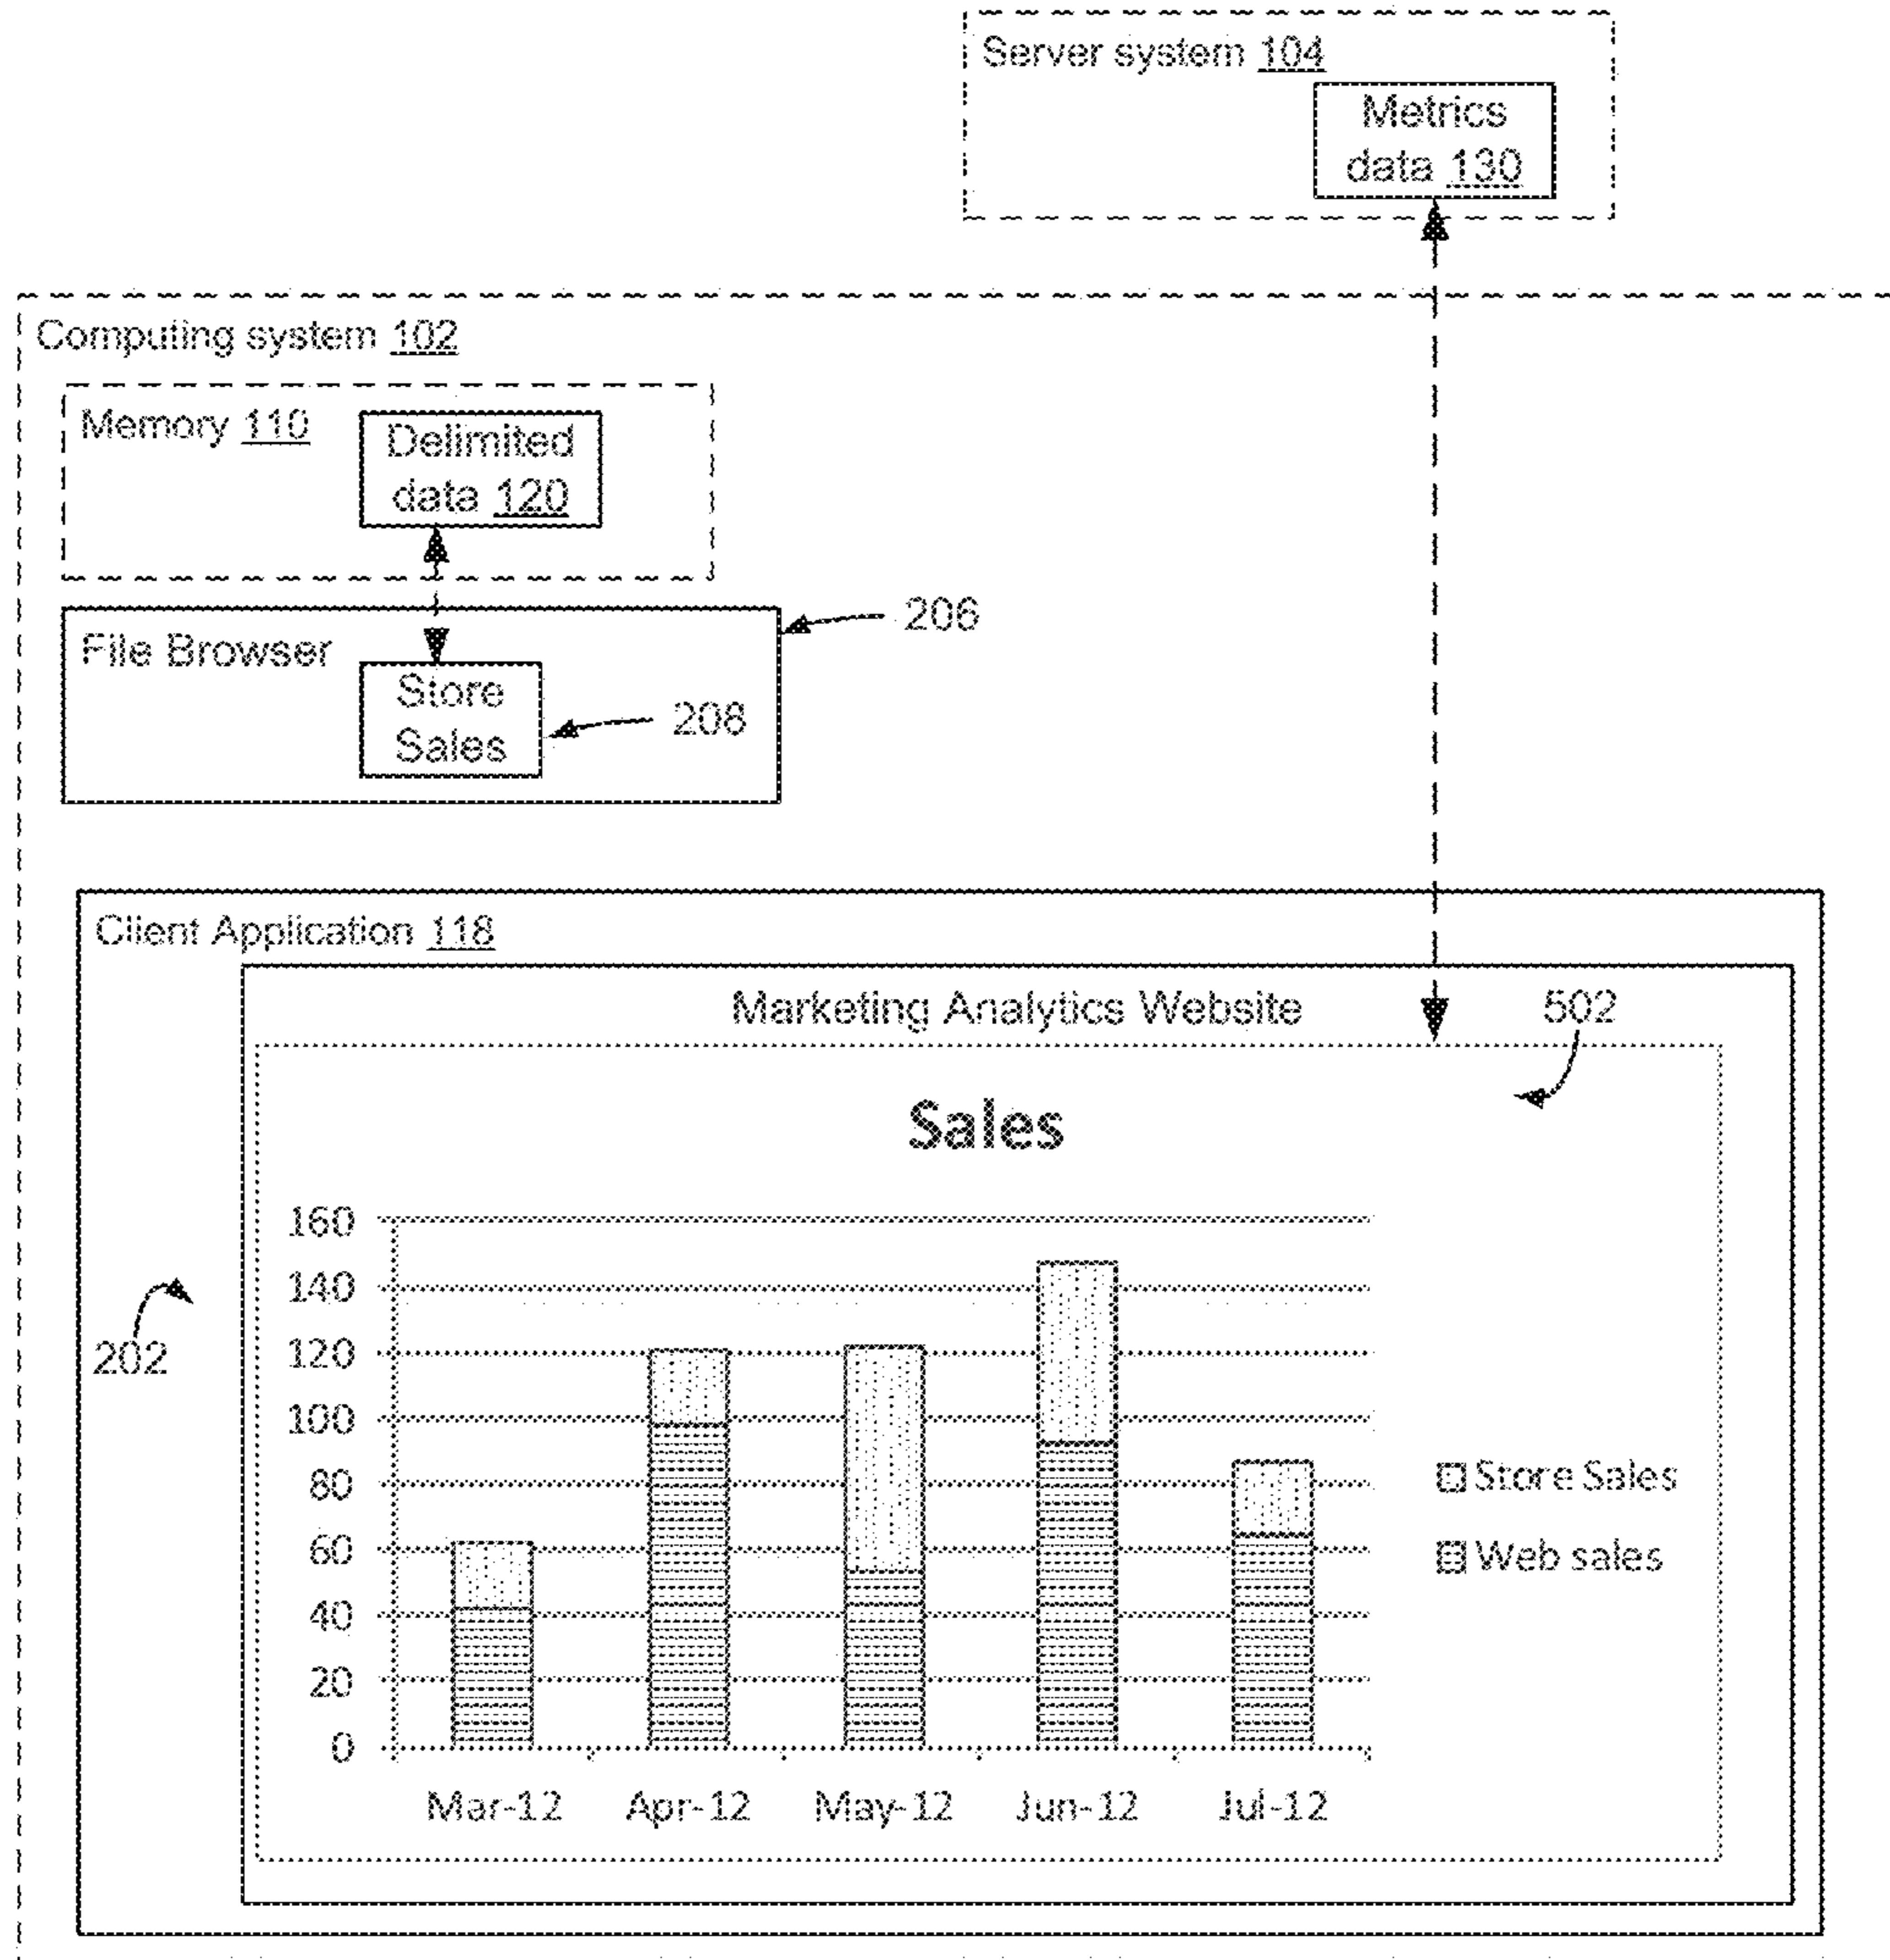 Server system 104
Metrics
data 130
Computing system 102
Memory 110
Delimited
data 120
206
File Browser
Store
Sales
208
Client Application 118
Marketing Analytics Website
502
Sales
160
140
120
100
80
60
40
20
0
202
Store Sales
Web sales
Mar-12 Apr-12 May-12 Jun-12 Jul-12